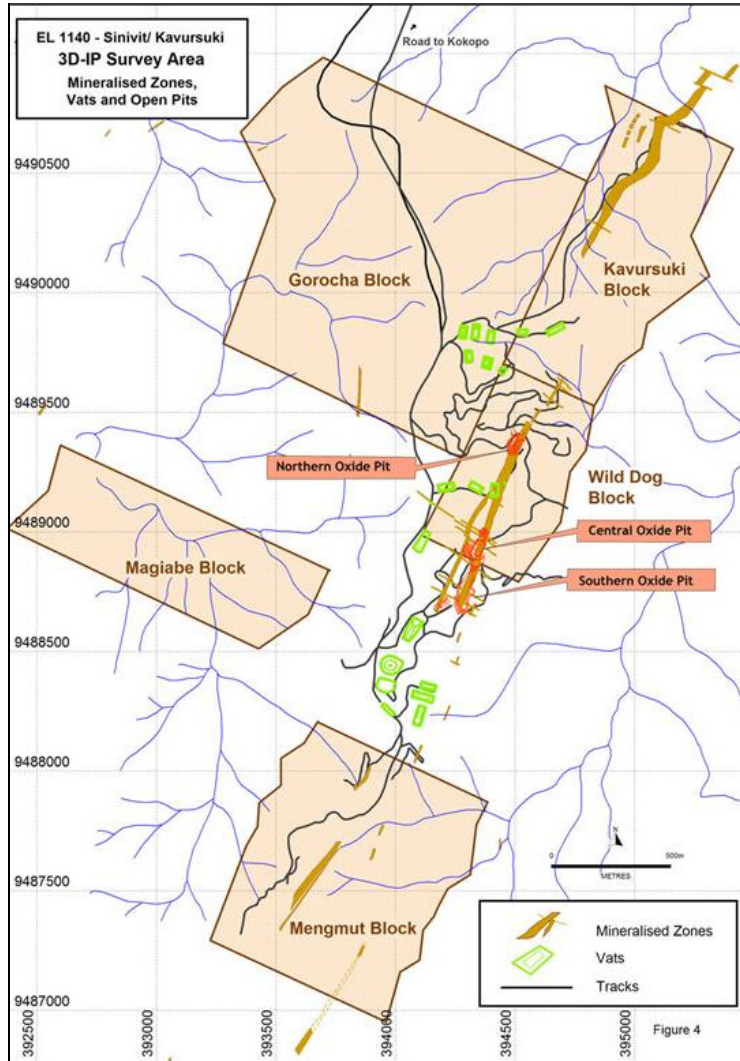 EL 1140 - Sinivit/ Kavursuki
3D-IP Survey Area
Mineralised Zones,
Vats and Open Pits
Road to Kokopo
9490500
9490000
9489500
9489000
9488500
9488000
9487500
9487000
Gorocha Block
Kavursuki
Block
Northern Oxide Pit
Wild Dog
Block
Central Oxide Pit
Magiabe Block
Southern Oxide Pit
N
0
500m
METRES
Mengmut Block
Mineralised Zones
Vats
Tracks
392500
393000
393500
394000
394500
395000
Figure 4